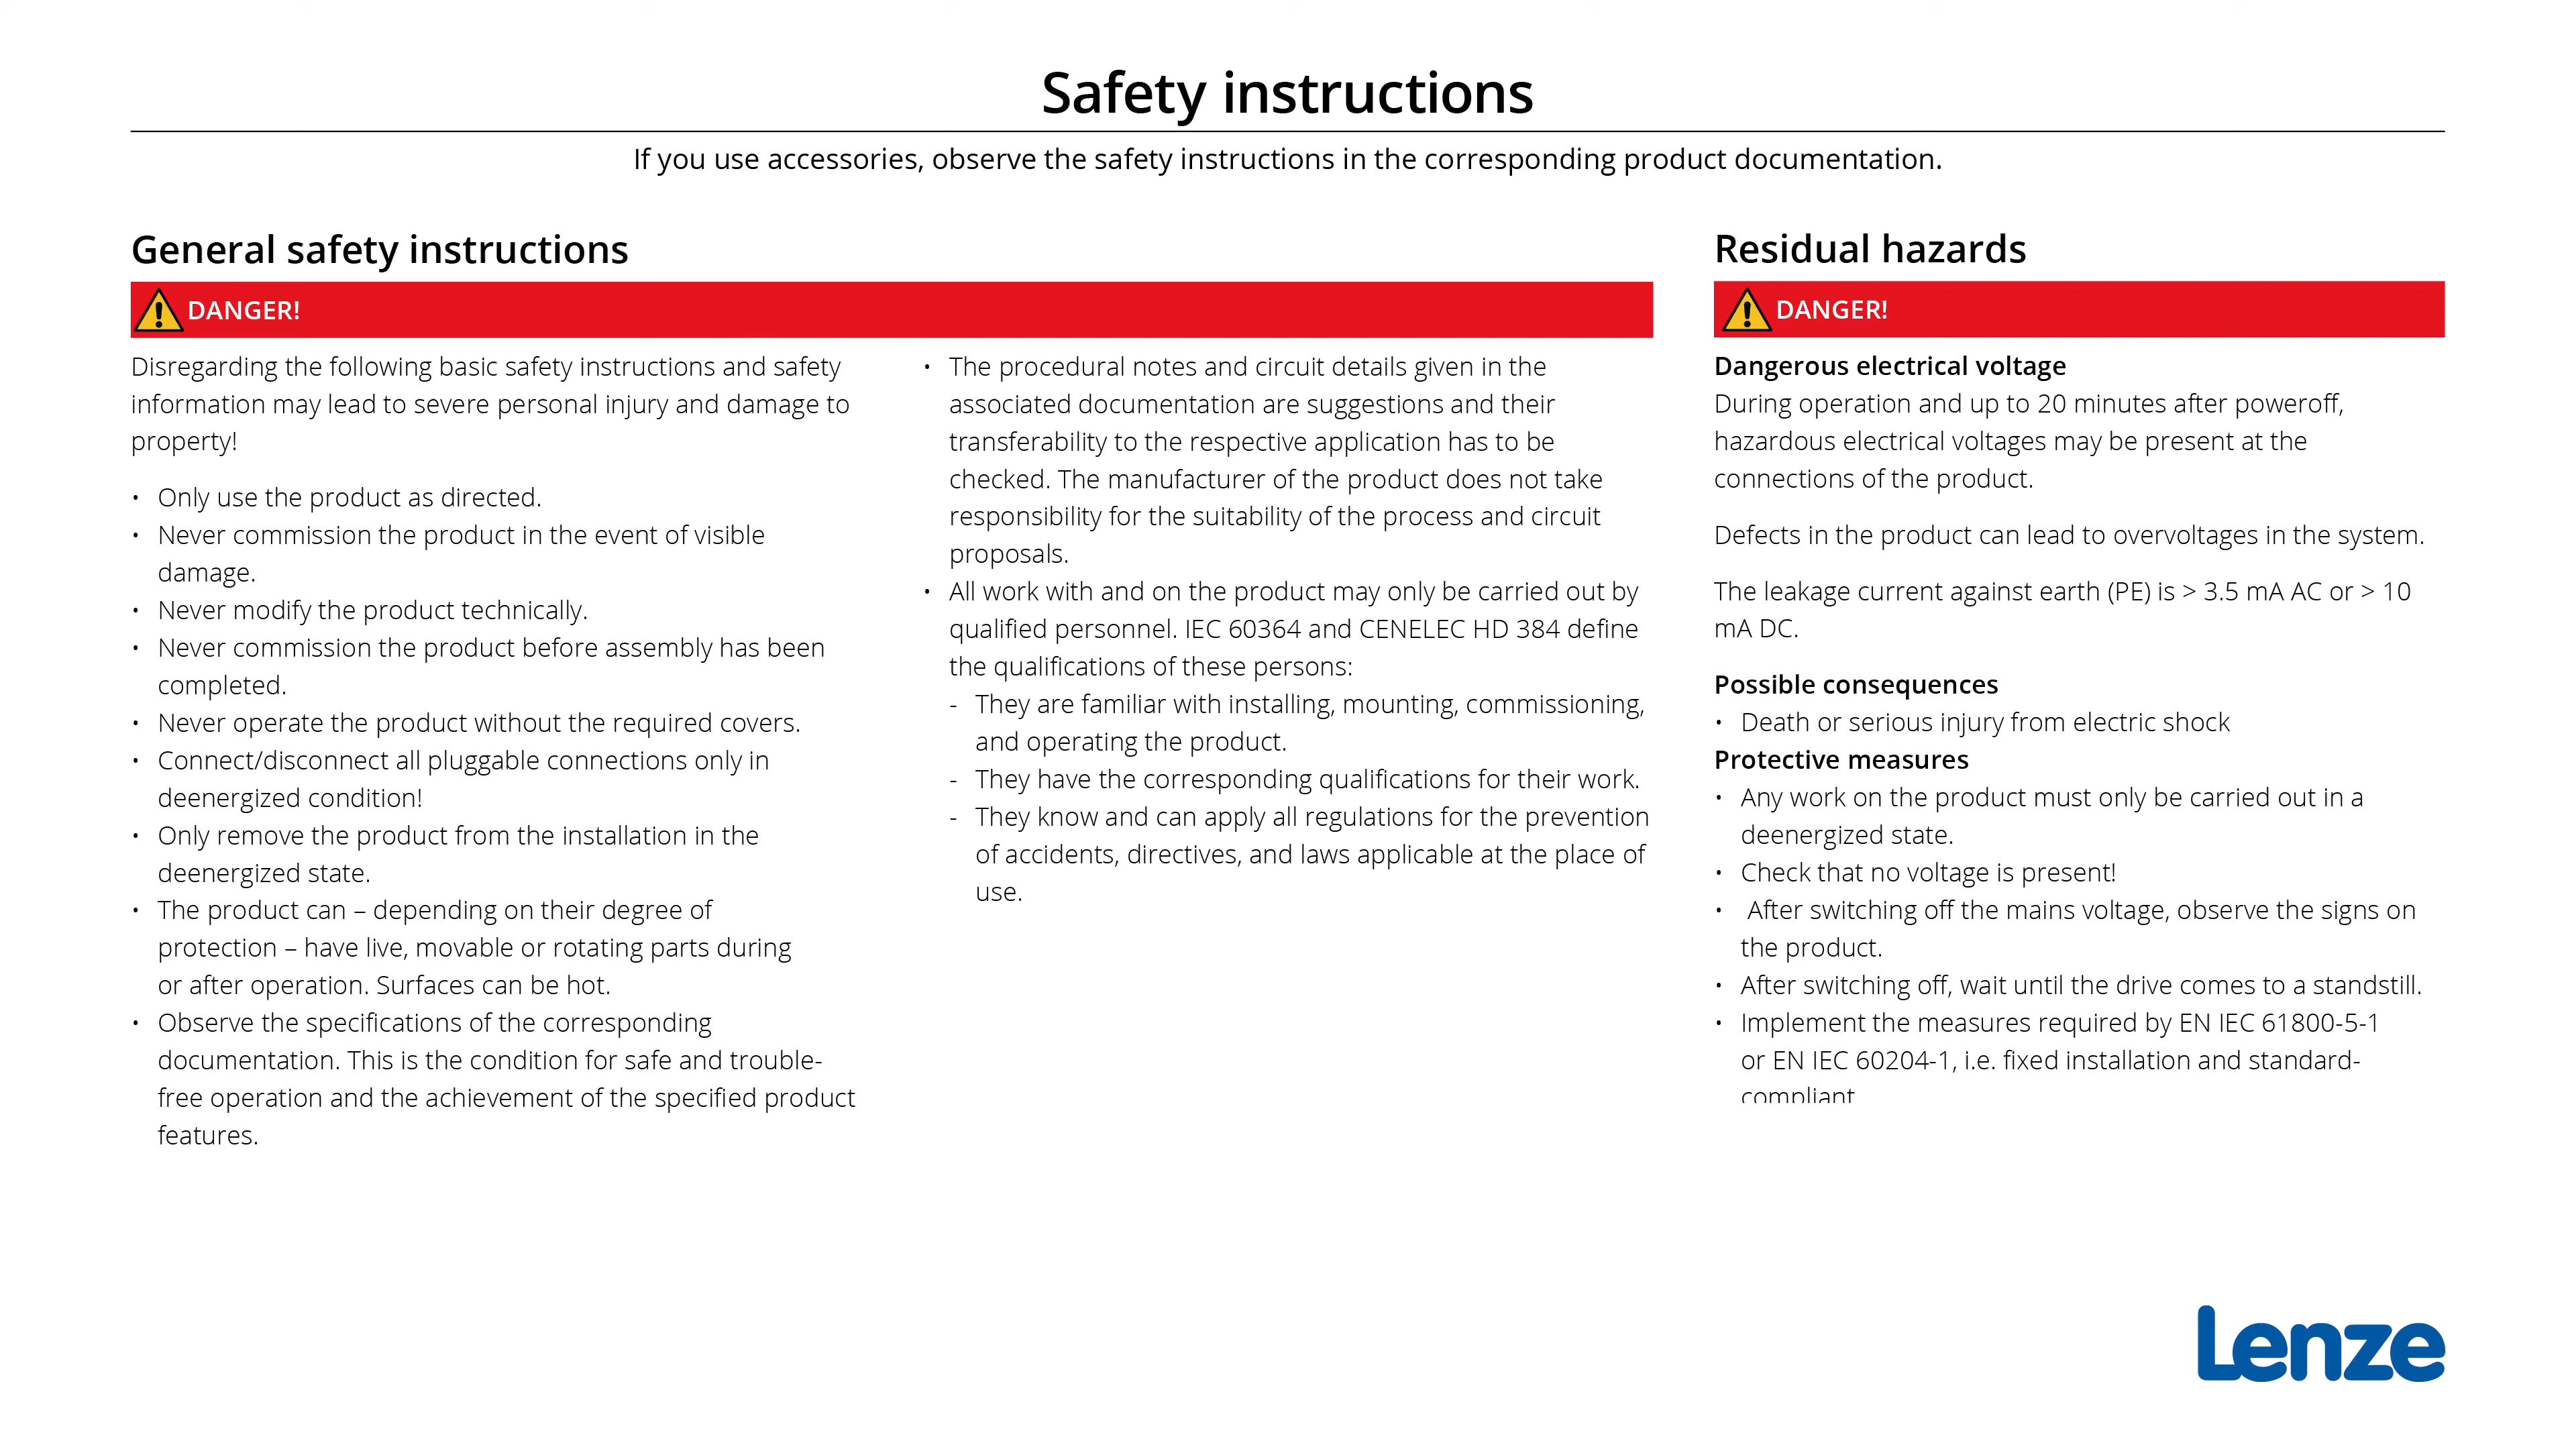 Safety instructions
If you use accessories, observe the safety instructions in the corresponding product documentation.
General safety instructions
DANGER!
Disregarding the following basic safety instructions and safety
information may lead to severe personal injury and damage to
property!
• Only use the product as directed.
• Never commission the product in the event of visible
damage.
• Never modify the product technically.
• Never commission the product before assembly has been
completed.
• Never operate the product without the required covers.
• Connect/disconnect all pluggable connections only in
deenergized condition!
• Only remove the product from the installation in the
deenergized state.
• The product can – depending on their degree of
protection – have live, movable or rotating parts during
or after operation. Surfaces can be hot.
• Observe the specifications of the corresponding
documentation. This is the condition for safe and trouble-
free operation and the achievement of the specified product
features.
• The procedural notes and circuit details given in the
associated documentation are suggestions and their
transferability to the respective application has to be
checked. The manufacturer of the product does not take
responsibility for the suitability of the process and circuit
proposals.
• All work with and on the product may only be carried out by
qualified personnel. IEC 60364 and CENELEC HD 384 define
the qualifications of these persons:
- They are familiar with installing, mounting, commissioning,
and operating the product.
- They have the corresponding qualifications for their work.
- They know and can apply all regulations for the prevention
of accidents, directives, and laws applicable at the place of
use.
Residual hazards
DANGER!
Dangerous electrical voltage
During operation and up to 20 minutes after poweroff,
hazardous electrical voltages may be present at the
connections of the product.
Defects in the product can lead to overvoltages in the system.
The leakage current against earth (PE) is > 3.5 mA AC or > 10
mA DC.
Possible consequences
• Death or serious injury from electric shock
Protective measures
• Any work on the product must only be carried out in a
deenergized state.
• Check that no voltage is present!
• After switching off the mains voltage, observe the signs on
the product.
• After switching off, wait until the drive comes to a standstill.
• Implement the measures required by EN IEC 61800-5-1
or EN IEC 60204-1, i.e. fixed installation and standard-
compliant
Lenze